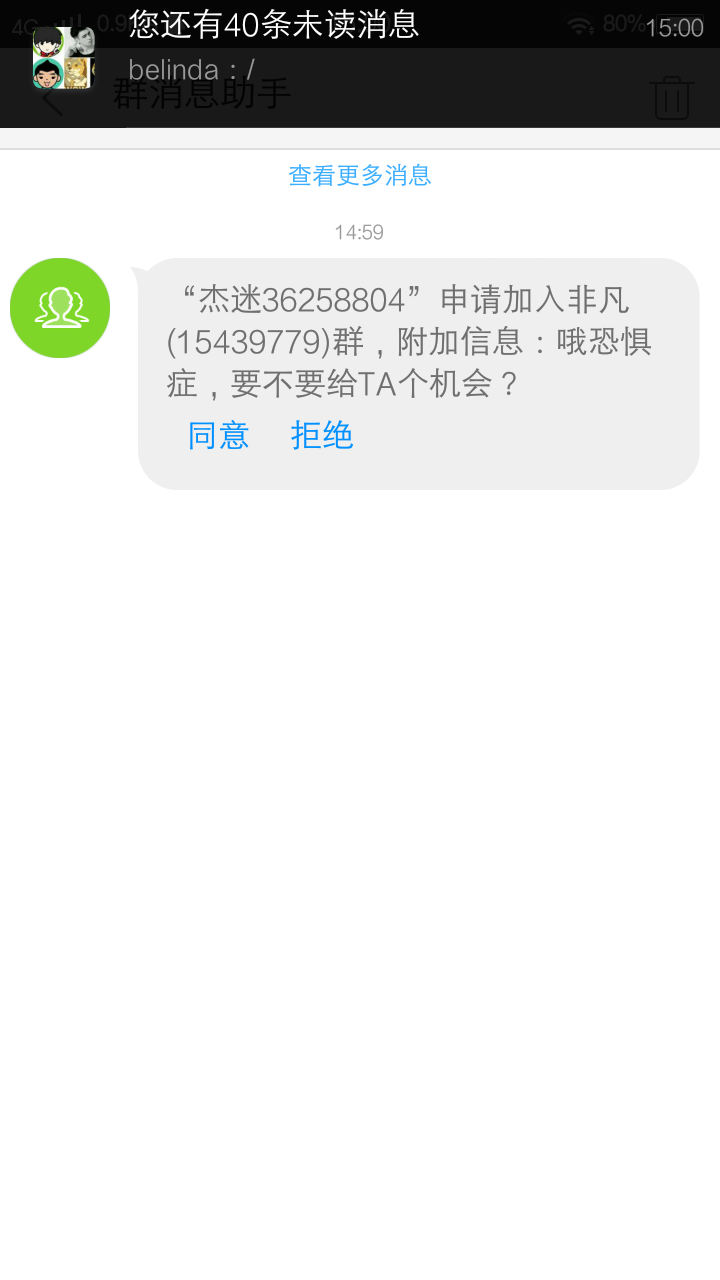 4G 0.9 80% 15:00
您还有40条未读消息
belinda：/
群消息助手
查看更多消息
14:59
“杰迷36258804”申请加入非凡
(15439779)群，附加信息：哦恐惧
症，要不要给TA个机会？
同意 拒绝